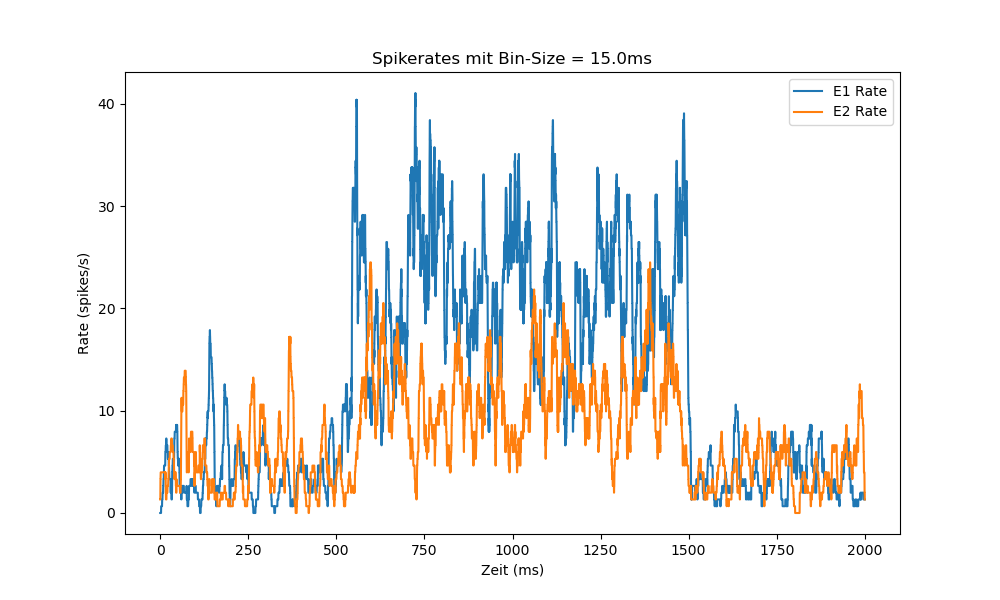 Spikerates mit Bin-Size = 15.0ms
E1 Rate
E2 Rate
Rate (spikes/s)
40
30
20
10
0
0 250 500 750 1000 1250 1500 1750 2000
Zeit (ms)